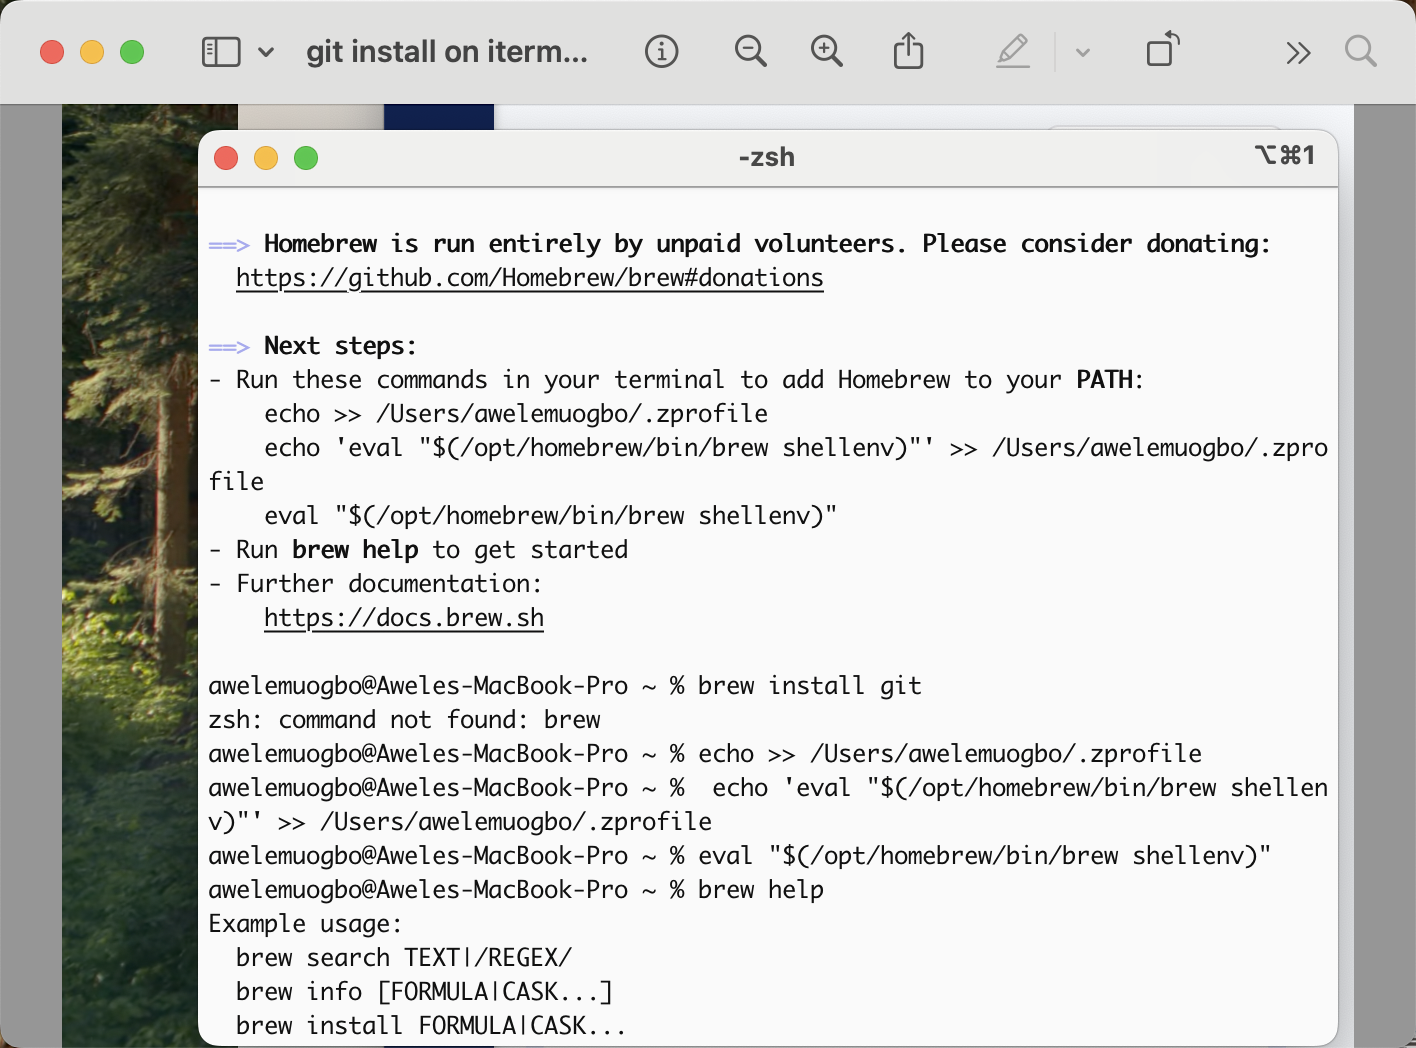 git install on iterm...
-zsh
⌥⌘1
==> Homebrew is run entirely by unpaid volunteers. Please consider donating:
https://github.com/Homebrew/brew#donations
==> Next steps:
- Run these commands in your terminal to add Homebrew to your PATH:
echo >> /Users/awelemuogbo/.zprofile
echo 'eval "$(/opt/homebrew/bin/brew shellenv)"' >> /Users/awelemuogbo/.zpro
file
eval "$(/opt/homebrew/bin/brew shellenv)"
- Run brew help to get started
- Further documentation:
https://docs.brew.sh
awelemuogbo@Aweles-MacBook-Pro ~ % brew install git
zsh: command not found: brew
awelemuogbo@Aweles-MacBook-Pro ~ % echo >> /Users/awelemuogbo/.zprofile
awelemuogbo@Aweles-MacBook-Pro ~ %  echo 'eval "$(/opt/homebrew/bin/brew shellen
v)"' >> /Users/awelemuogbo/.zprofile
awelemuogbo@Aweles-MacBook-Pro ~ % eval "$(/opt/homebrew/bin/brew shellenv)"
awelemuogbo@Aweles-MacBook-Pro ~ % brew help
Example usage:
brew search TEXT|/REGEX/
brew info [FORMULA|CASK...]
brew install FORMULA|CASK...